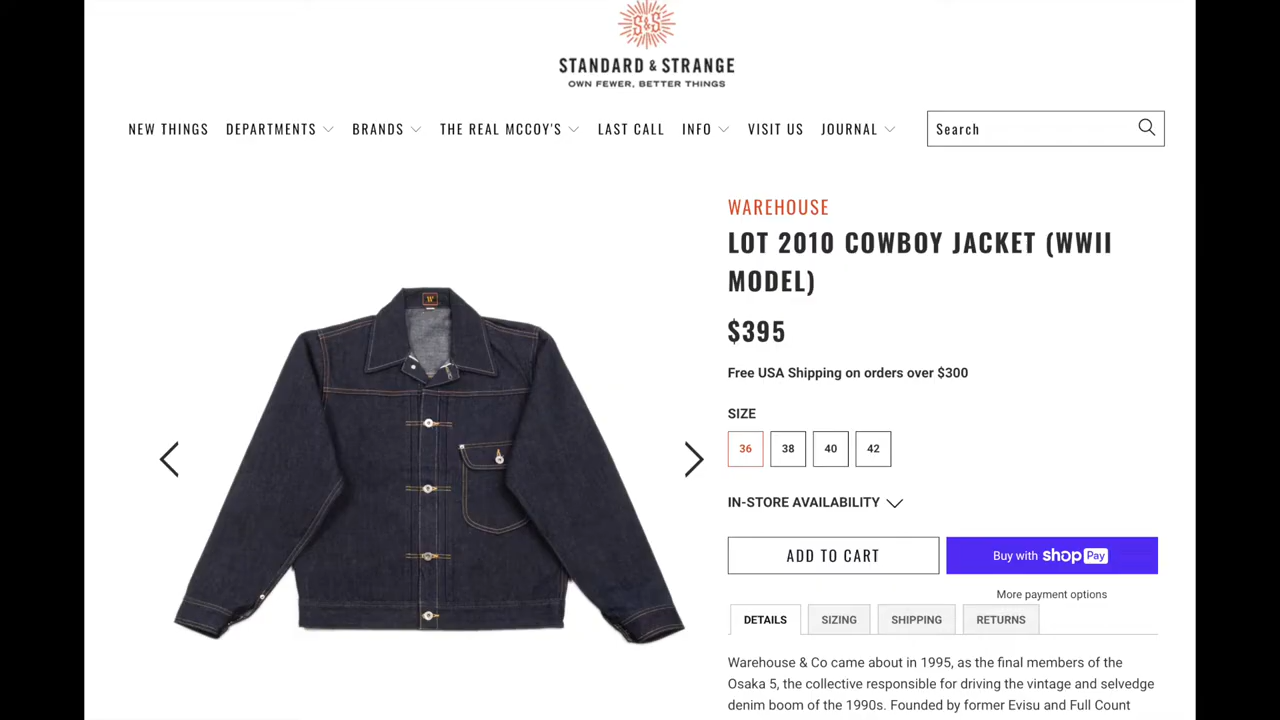 S&S
STANDARD & STRANGE
OWN FEWER, BETTER THINGS
NEW THINGS DEPARTMENTS BRANDS THE REAL MCCOY'S LAST CALL INFO VISIT US JOURNAL Search
WAREHOUSE
LOT 2010 COWBOY JACKET (WWII
MODEL)
$395
Free USA Shipping on orders over $300
SIZE
36 38 40 42
IN-STORE AVAILABILITY
ADD TO CART Buy with shop Pay
More payment options
DETAILS SIZING SHIPPING RETURNS
Warehouse & Co came about in 1995, as the final members of the
Osaka 5, the collective responsible for driving the vintage and selvedge
denim boom of the 1990s. Founded by former Evisu and Full Count
W